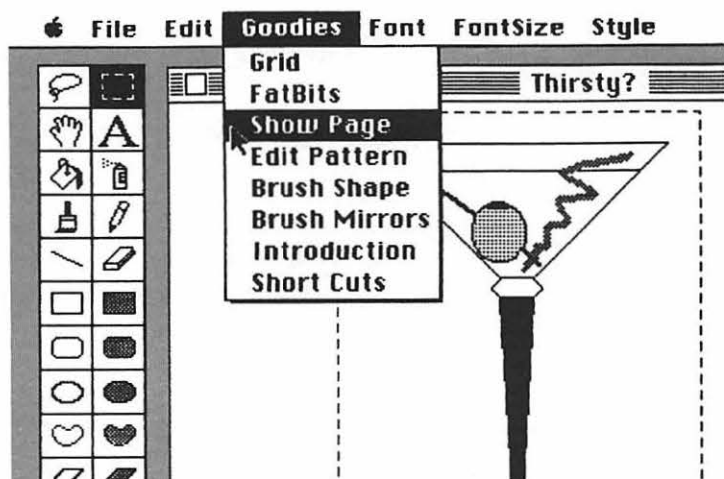 File Edit Goodies Font FontSize Style
Thirsty?
Grid
FatBits
Show Page
Edit Pattern
Brush Shape
Brush Mirrors
Introduction
Short Cuts
A